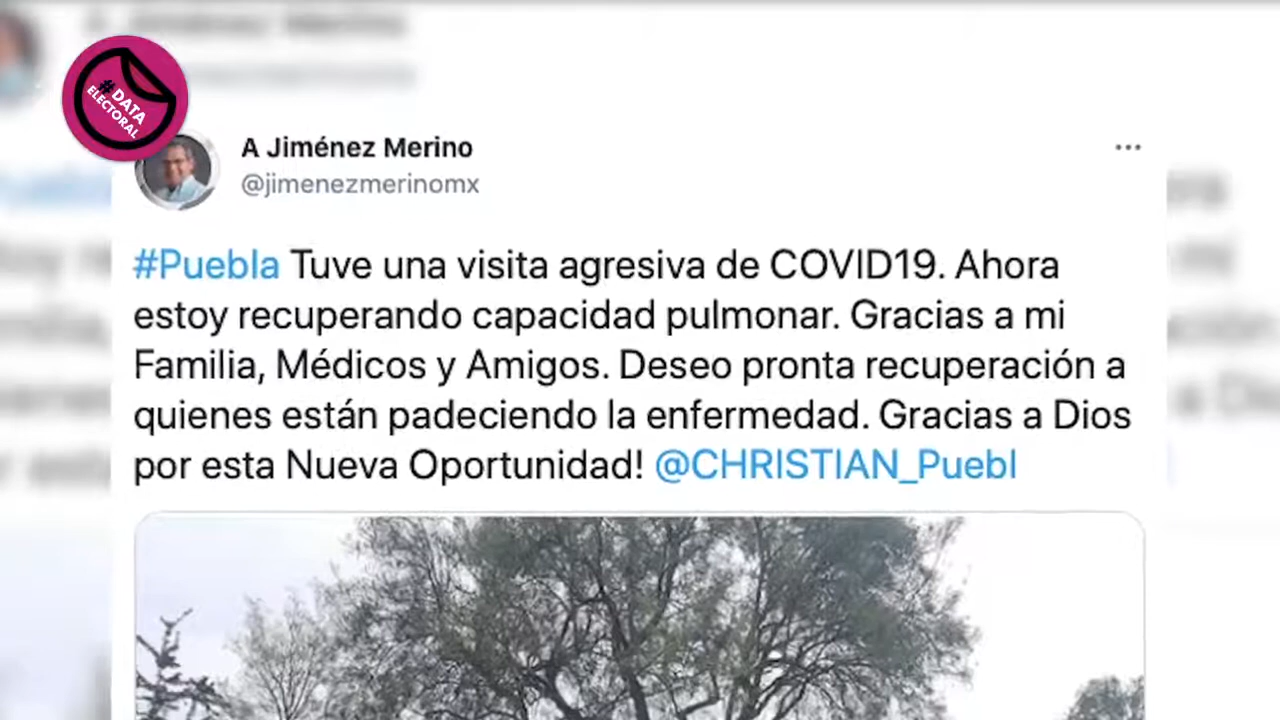 #DATA
ELECTORAL
A Jiménez Merino
@jimenezmerinomx
#Puebla Tuve una visita agresiva de COVID19. Ahora
estoy recuperando capacidad pulmonar. Gracias a mi
Familia, Médicos y Amigos. Deseo pronta recuperación a
quienes están padeciendo la enfermedad. Gracias a Dios
por esta Nueva Oportunidad! @CHRISTIAN_Puebl